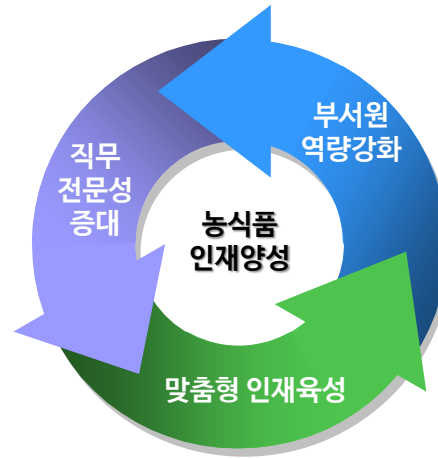 부서원
역량강화
직무
전문성
증대
농식품
인재양성
맞춤형 인재육성